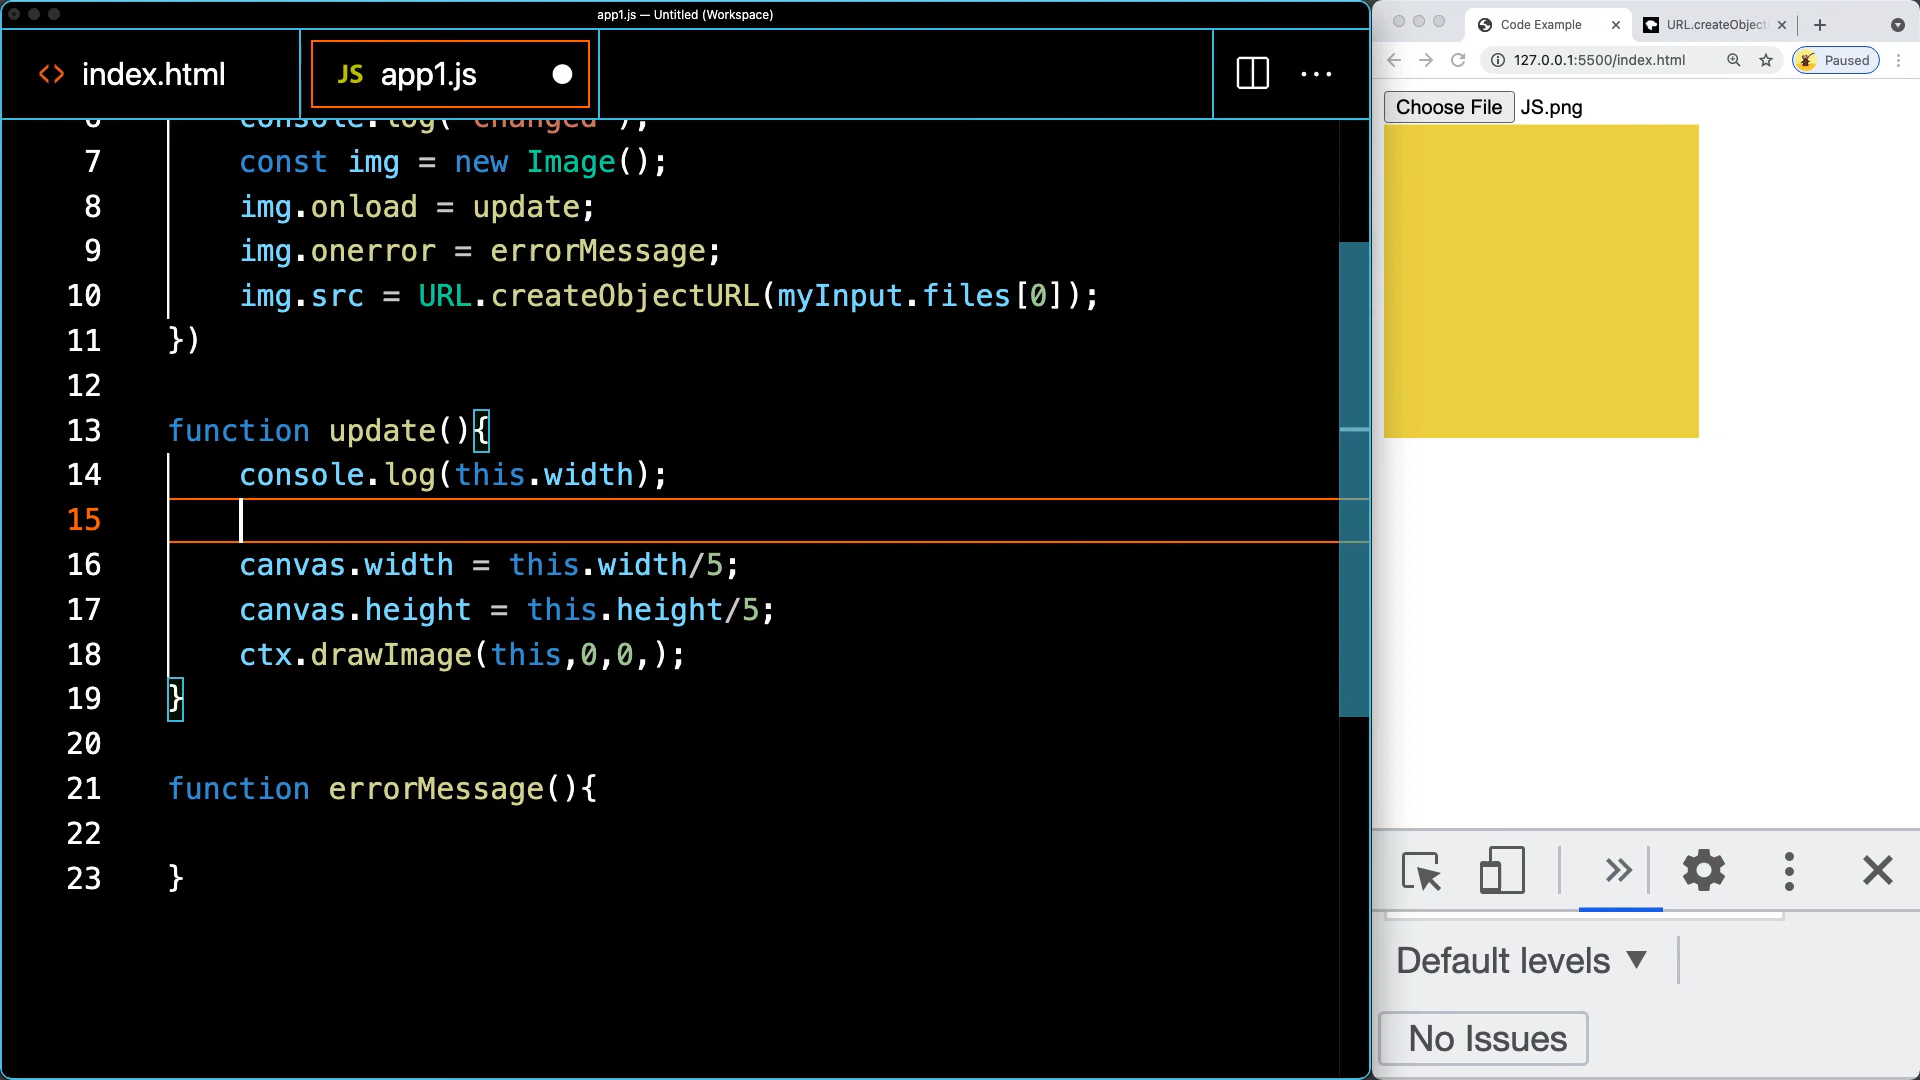 app1.js — Untitled (Workspace)
<> index.html
JS app1.js
6 console.log("changed");
7 const img = new Image();
8 img.onload = update;
9 img.onerror = errorMessage;
10 img.src = URL.createObjectURL(myInput.files[0]);
11 })
12
13 function update(){
14 console.log(this.width);
15
16 canvas.width = this.width/5;
17 canvas.height = this.height/5;
18 ctx.drawImage(this,0,0,);
19 }
20
21 function errorMessage(){
22
23 }
Code Example
URL.createObject
127.0.0.1:5500/index.html
Paused
Choose File JS.png
Default levels ▼
No Issues